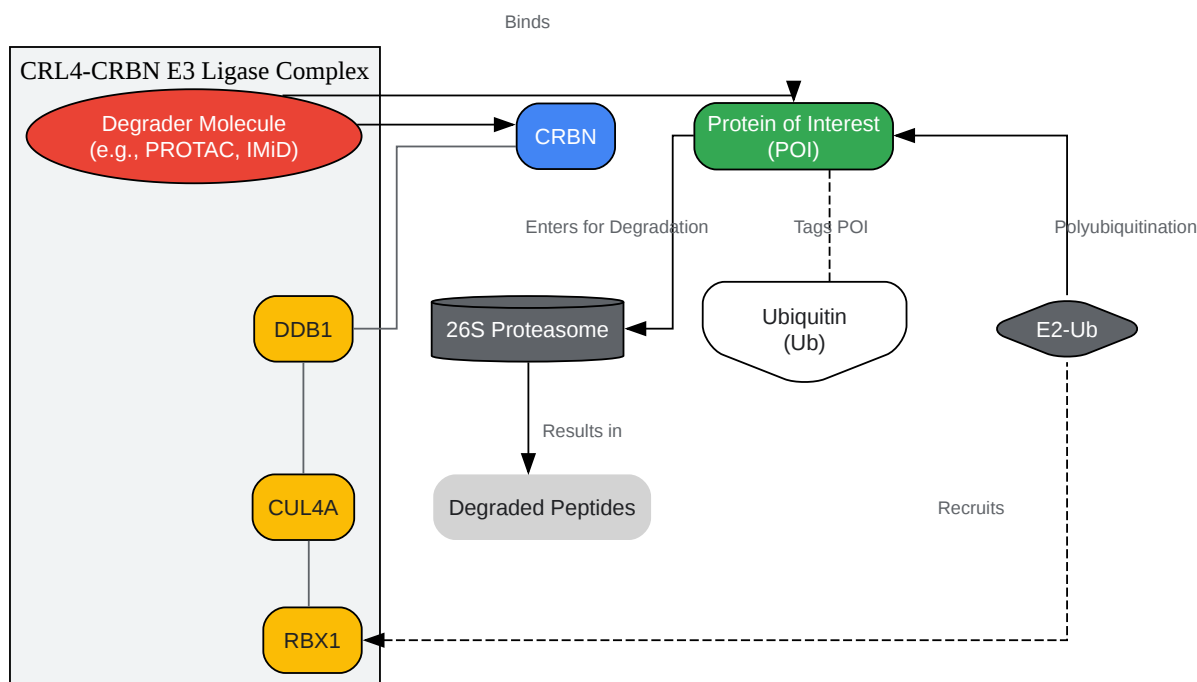 Binds
CRL4-CRBN E3 Ligase Complex
Degrader Molecule
(e.g., PROTAC, IMiD)
CRBN
Protein of Interest
(POI)
Enters for Degradation
Tags POI
Polyubiquitination
DDB1
26S Proteasome
Ubiquitin
(Ub)
E2-Ub
Results in
CUL4A
Degraded Peptides
Recruits
RBX1